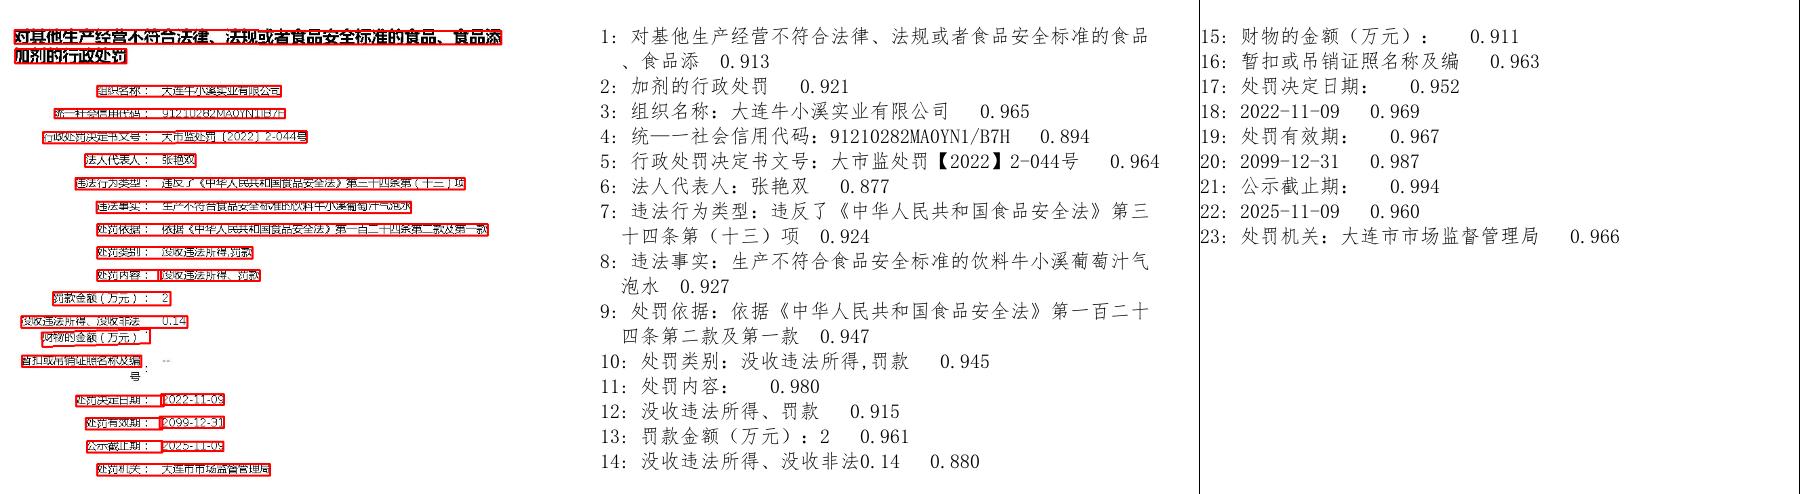 对其他生产经营不符合法律、法规或者食品安全标准的食品、食品添
加剂的行政处罚
组织名称： 大连牛小溪实业有限公司
统一社会信用代码： 91210282MA0YN1B7H
行政处罚决定书文号： 大市监处罚〔2022〕2-044号
法人代表人： 张艳双
违法行为类型： 违反了《中华人民共和国食品安全法》第三十四条第（十三）项
违法事实： 生产不符合食品安全标准的饮料牛小溪葡萄汁气泡水
处罚依据： 依据《中华人民共和国食品安全法》第一百二十四条第二款及第一款
处罚类别： 没收违法所得,罚款
处罚内容： 没收违法所得、罚款
罚款金额（万元）： 2
没收违法所得、没收非法 0.14
财物的金额（万元）：
暂扣或吊销证照名称及编 --
号：
处罚决定日期： 2022-11-09
处罚有效期： 2099-12-31
公示截止期： 2025-11-09
处罚机关： 大连市市场监督管理局
1: 对基他生产经营不符合法律、法规或者食品安全标准的食品
、食品添 0.913
2: 加剂的行政处罚 0.921
3: 组织名称：大连牛小溪实业有限公司 0.965
4: 统—一社会信用代码：91210282MA0YN1/B7H 0.894
5: 行政处罚决定书文号：大市监处罚【2022】2-044号 0.964
6: 法人代表人：张艳双 0.877
7: 违法行为类型：违反了《中华人民共和国食品安全法》第三
十四条第（十三）项 0.924
8: 违法事实：生产不符合食品安全标准的饮料牛小溪葡萄汁气
泡水 0.927
9: 处罚依据：依据《中华人民共和国食品安全法》第一百二十
四条第二款及第一款 0.947
10: 处罚类别：没收违法所得,罚款 0.945
11: 处罚内容： 0.980
12: 没收违法所得、罚款 0.915
13: 罚款金额（万元）：2 0.961
14: 没收违法所得、没收非法0.14 0.880
15: 财物的金额（万元）： 0.911
16: 暂扣或吊销证照名称及编 0.963
17: 处罚决定日期： 0.952
18: 2022-11-09 0.969
19: 处罚有效期： 0.967
20: 2099-12-31 0.987
21: 公示截止期： 0.994
22: 2025-11-09 0.960
23: 处罚机关：大连市市场监督管理局 0.966